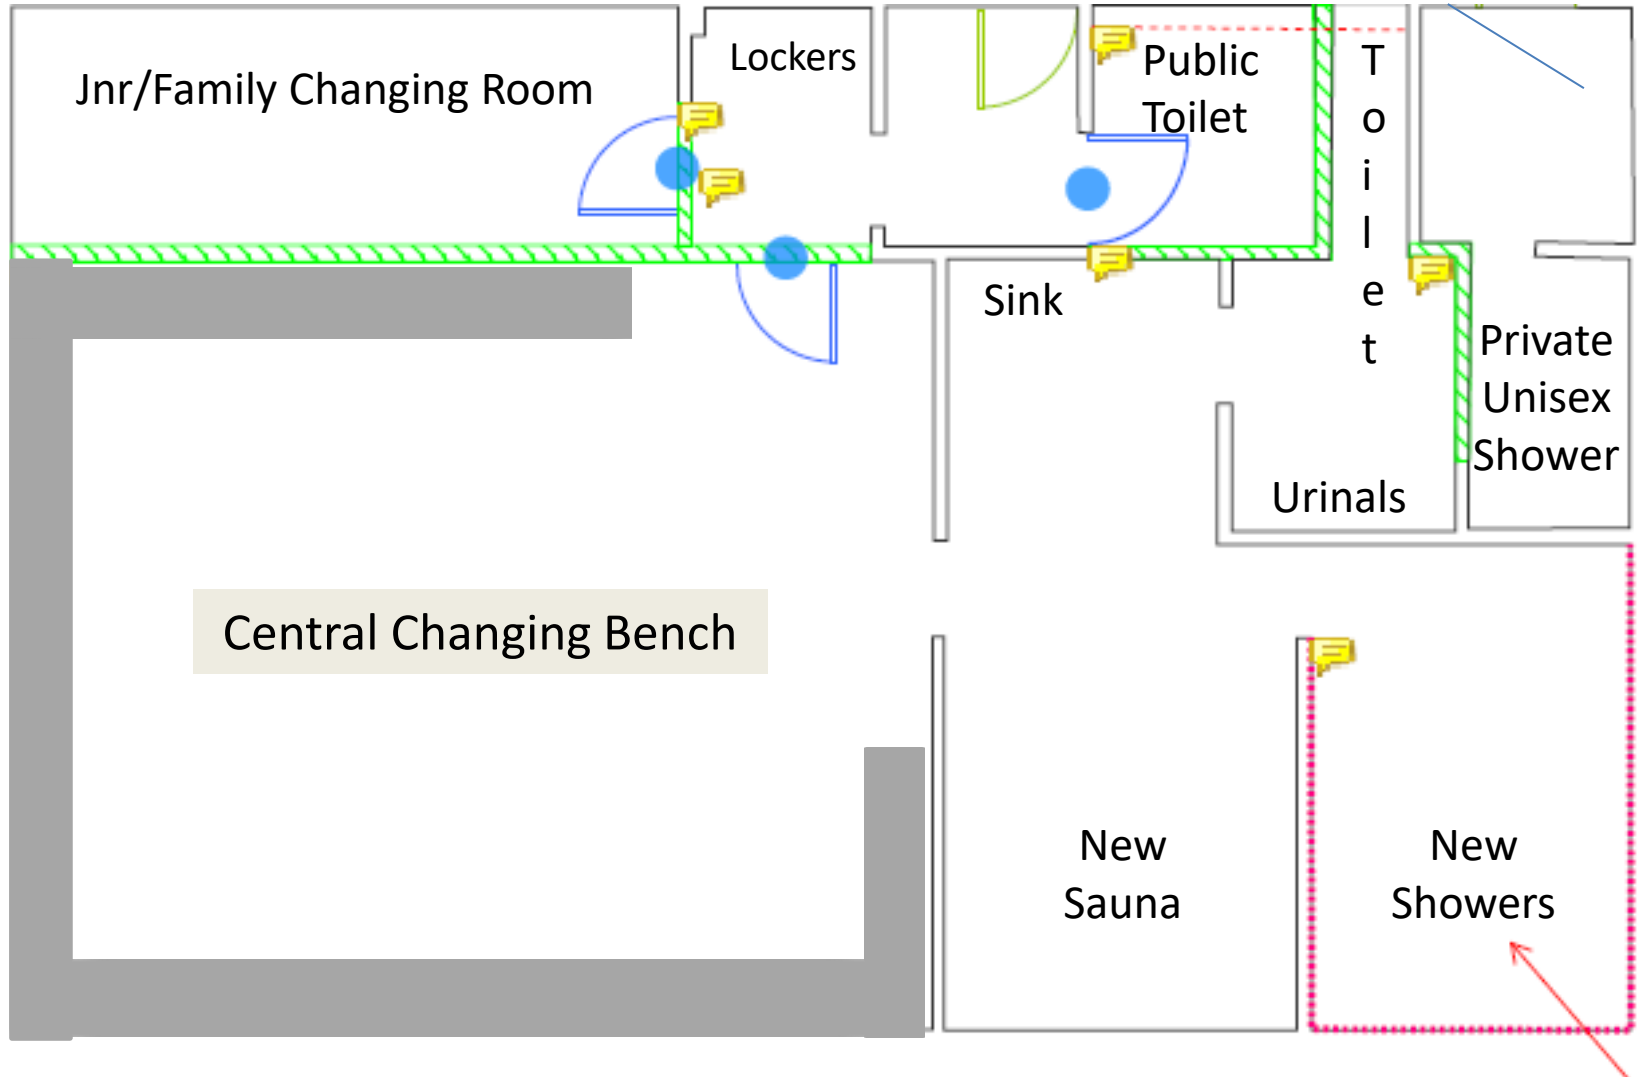 Jnr/Family Changing Room
Lockers
Public
Toilet
T
o
i
l
e
t
Sink
Private
Unisex
Shower
Urinals
Central Changing Bench
New
Sauna
New
Showers